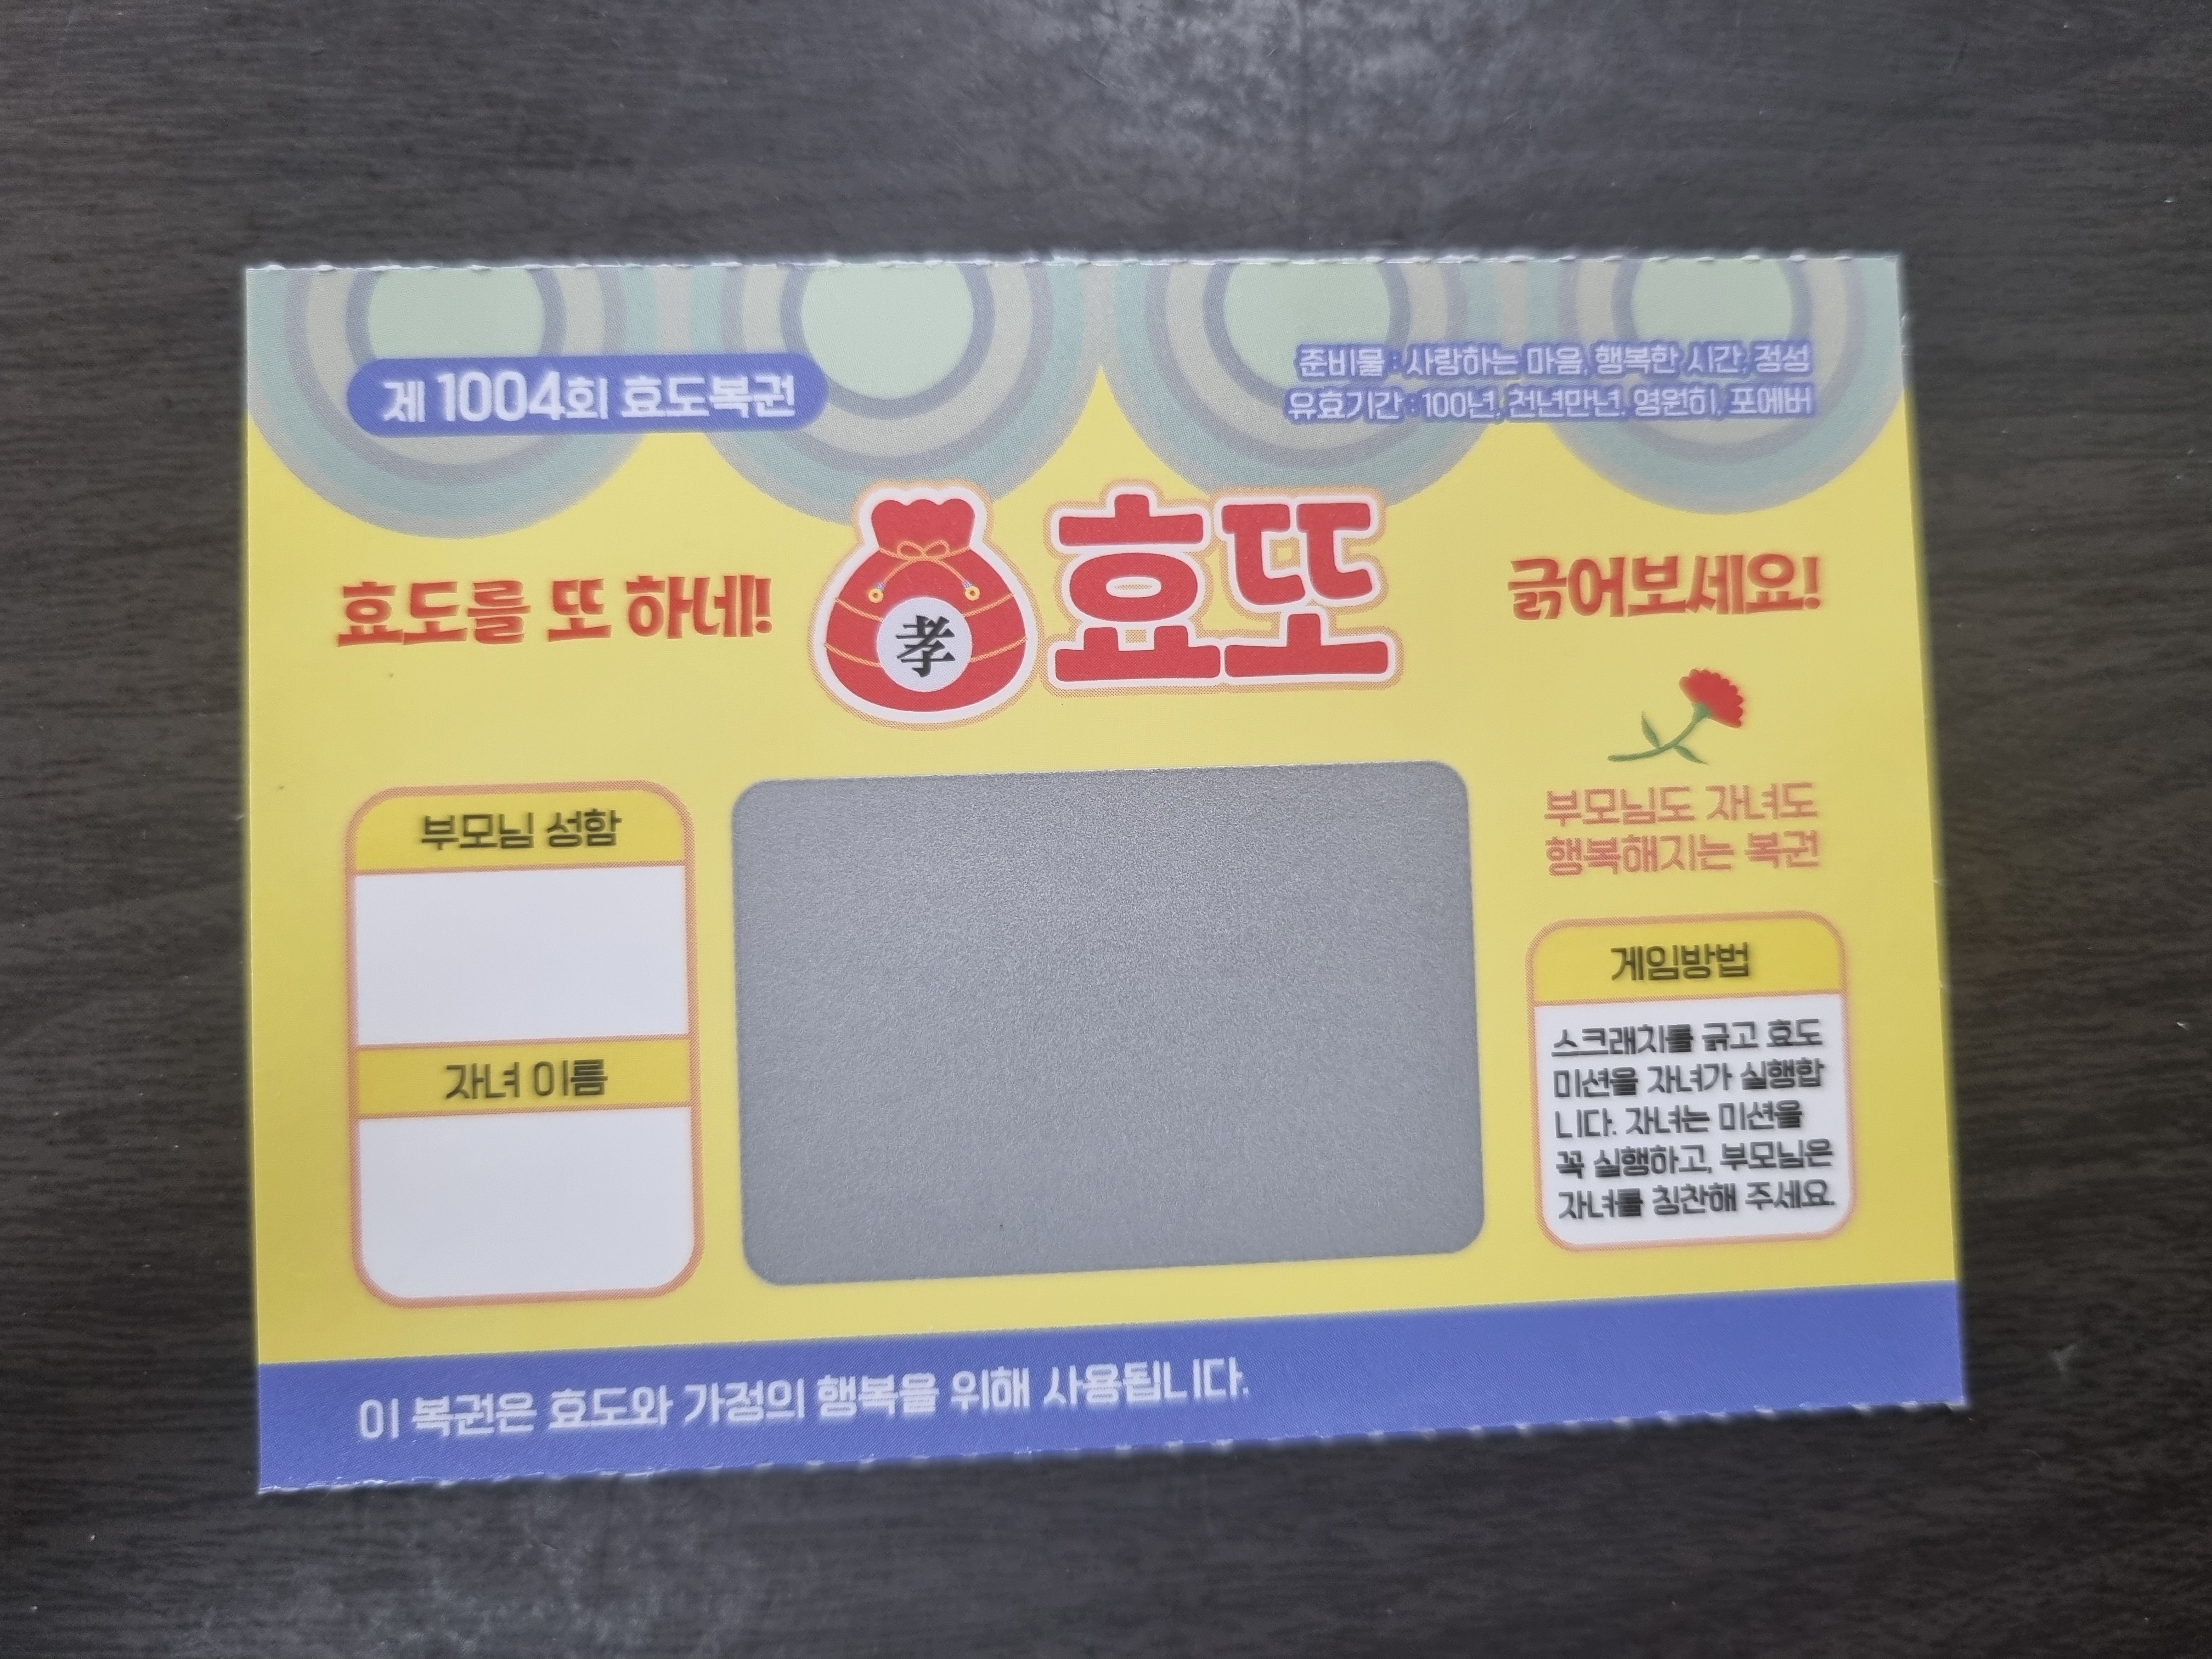 제 1004회 효도복권
준비물 : 사랑하는 마음, 행복한 시간, 정성
유효기간 : 100년, 천년만년, 영원히, 포에버
효도를 또 하네!
孝
효또
긁어보세요!
부모님 성함
자녀 이름
부모님도 자녀도
행복해지는 복권
게임방법
스크래치를 긁고 효도
미션을 자녀가 실행합
니다. 자녀는 미션을
꼭 실행하고, 부모님은
자녀를 칭찬해 주세요.
이 복권은 효도와 가정의 행복을 위해 사용됩니다.